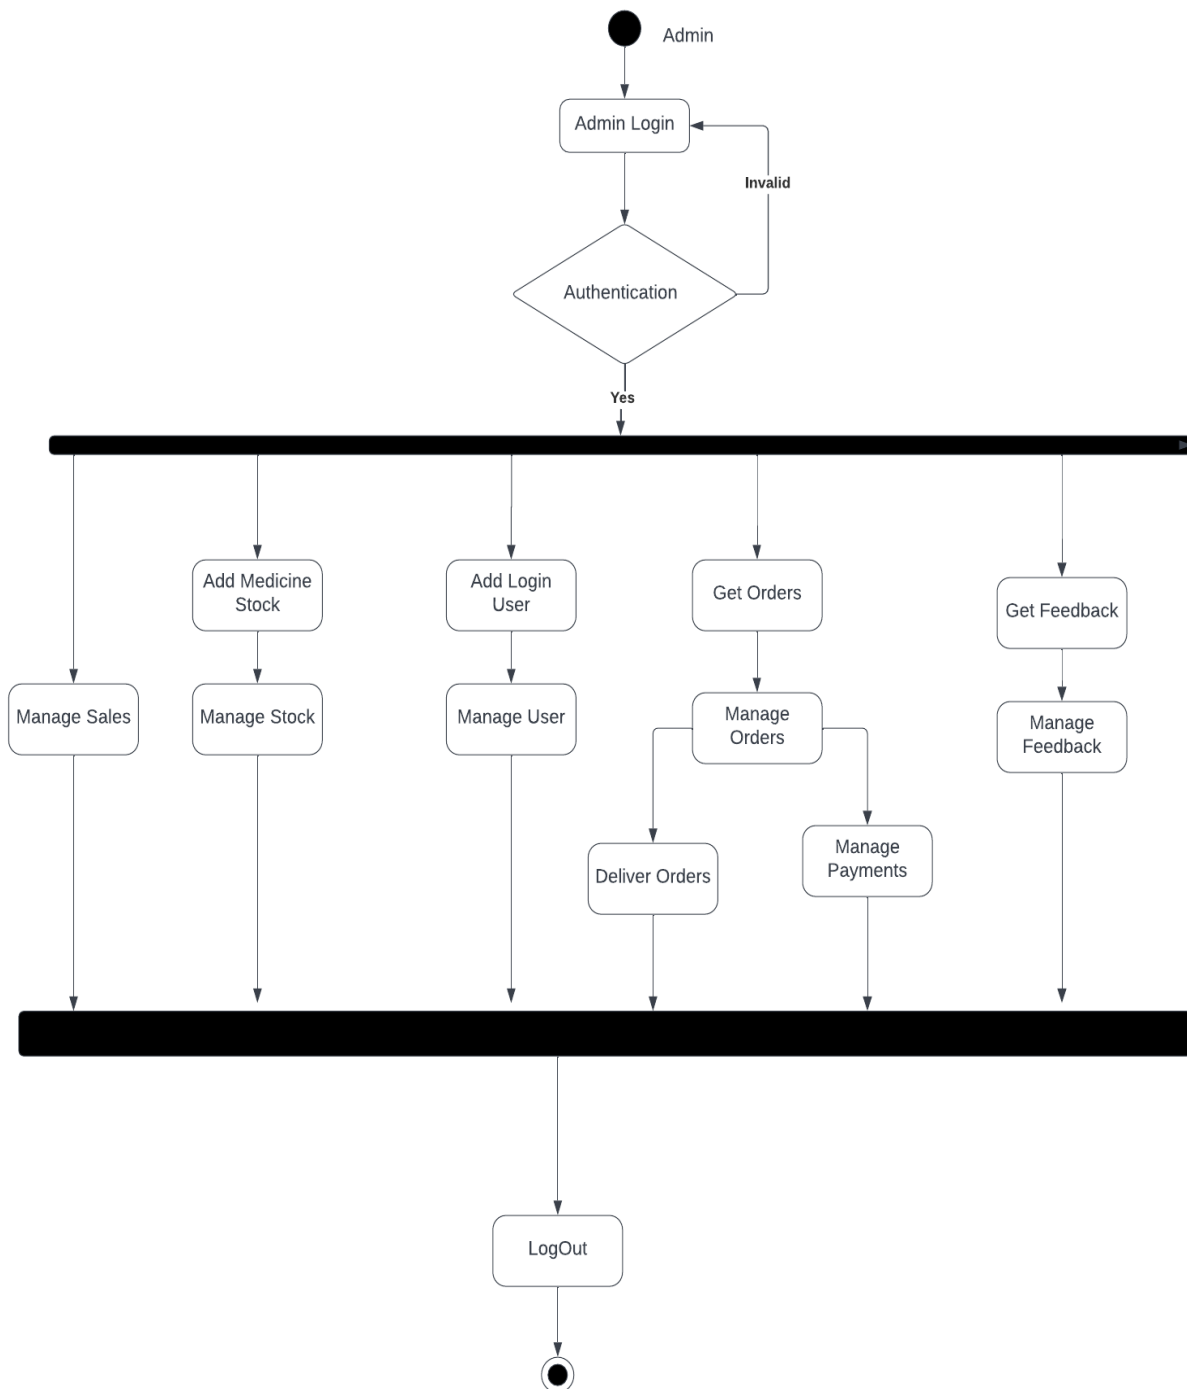 Admin
Admin Login
Invalid
Authentication
Yes
Add Medicine
Stock
Add Login
User
Get Orders
Get Feedback
Manage Sales
Manage Stock
Manage User
Manage
Orders
Manage
Feedback
Deliver Orders
Manage
Payments
LogOut